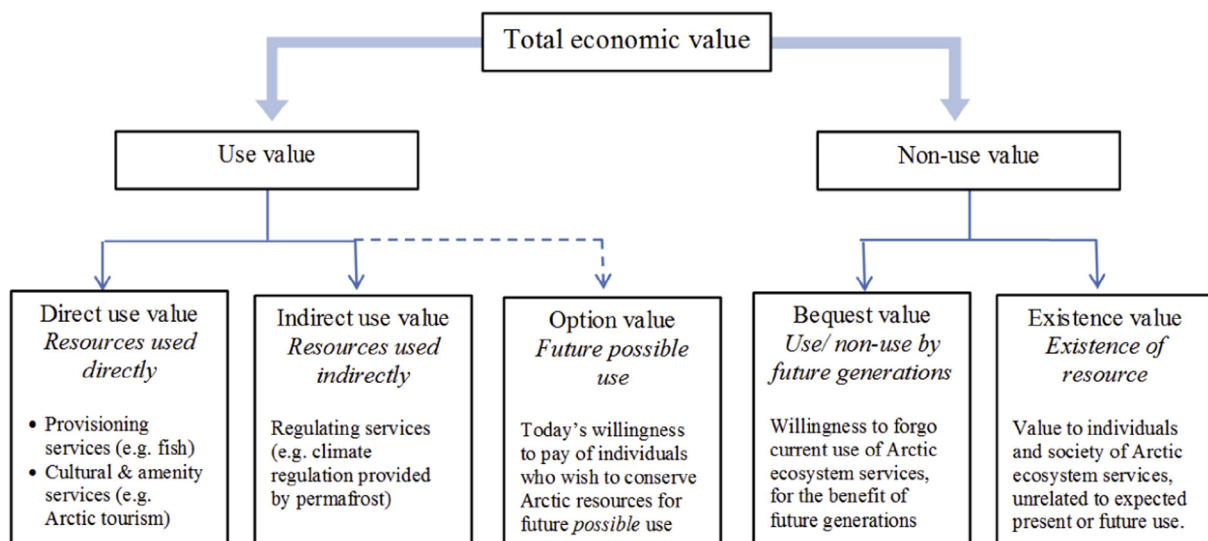 Total economic value
Use value
Non-use value
Direct use value
Resources used
directly
• Provisioning
services (e.g. fish)
• Cultural & amenity
services (e.g.
Arctic tourism)
Indirect use value
Resources used
indirectly
Regulating services
(e.g. climate
regulation provided
by permafrost)
Option value
Future possible
use
Today’s willingness
to pay of individuals
who wish to conserve
Arctic resources for
future possible use
Bequest value
Use/ non-use by
future generations
Willingness to forgo
current use of Arctic
ecosystem services,
for the benefit of
future generations
Existence value
Existence of
resource
Value to individuals
and society of Arctic
ecosystem services,
unrelated to expected
present or future use.